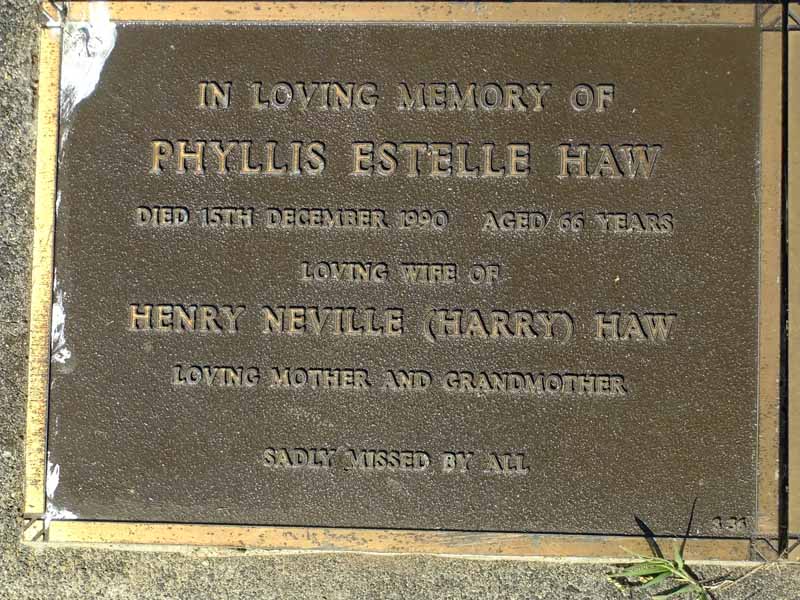 IN LOVING MEMORY OF
PHYLLIS ESTELLE HAW
DIED 15TH DECEMBER 1990 AGED 66 YEARS
LOVING WIFE OF
HENRY NEVILLE (HARRY) HAW
LOVING MOTHER AND GRANDMOTHER
SADLY MISSED BY ALL